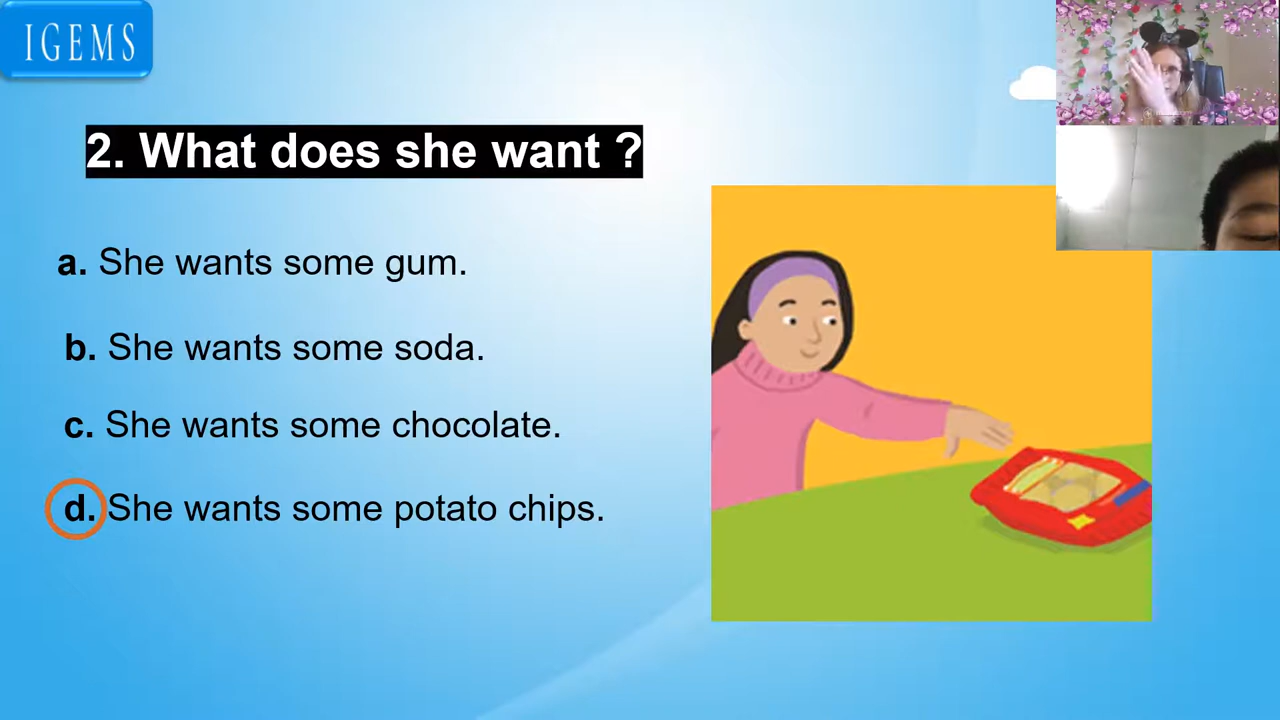 IGEMS
2. What does she want ?
a. She wants some gum.
b. She wants some soda.
c. She wants some chocolate.
d. She wants some potato chips.